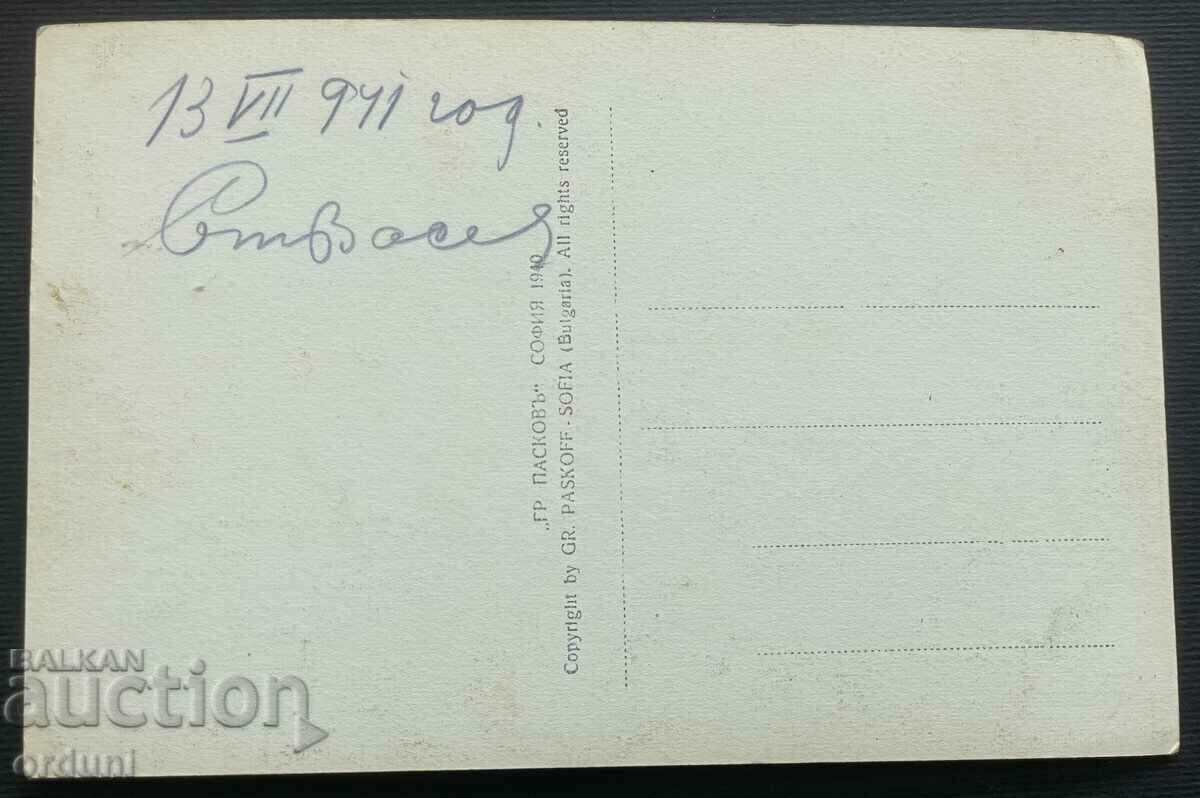 13 VII 941 год.
„ГР. ПАСКОВЪ“ СОФИЯ 1940
Copyright by GR. PASKOFF - SOFIA (Bulgaria). All rights reserved
BALKAN
auction
orduni